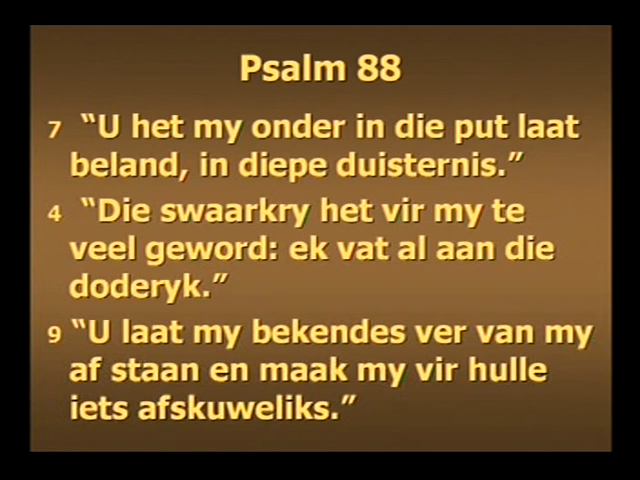 Psalm 88
7 “U het my onder in die put laat
beland, in diepe duisternis.”
4 “Die swaarkry het vir my te
veel geword: ek vat al aan die
doderyk.”
9 “U laat my bekendes ver van my
af staan en maak my vir hulle
iets afskuweliks.”